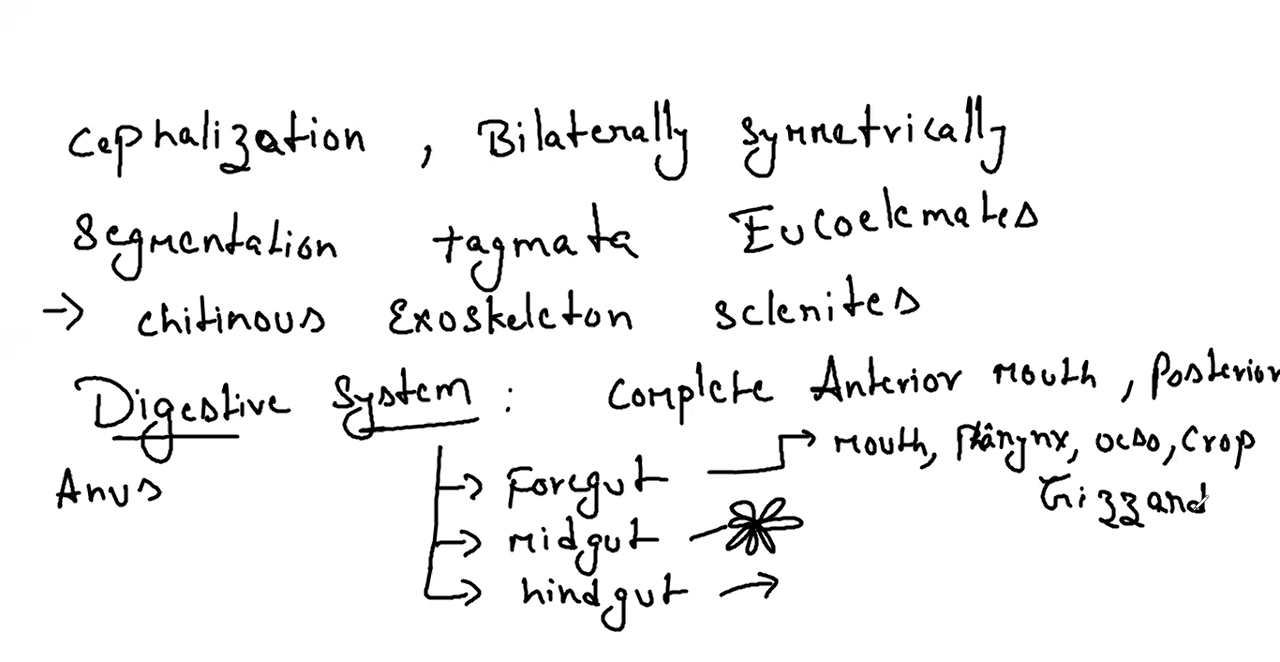 Cephalization , Bilaterally symmetrically
Segmentation tagmata Eucoelomates
→ chitinous Exoskeleton sclerites
Digestive System : Complete Anterior mouth , Posterior
Anus
→ Foregut → mouth, Pharynx, oeso, Crop
Gizzard
→ midgut
→ hindgut →